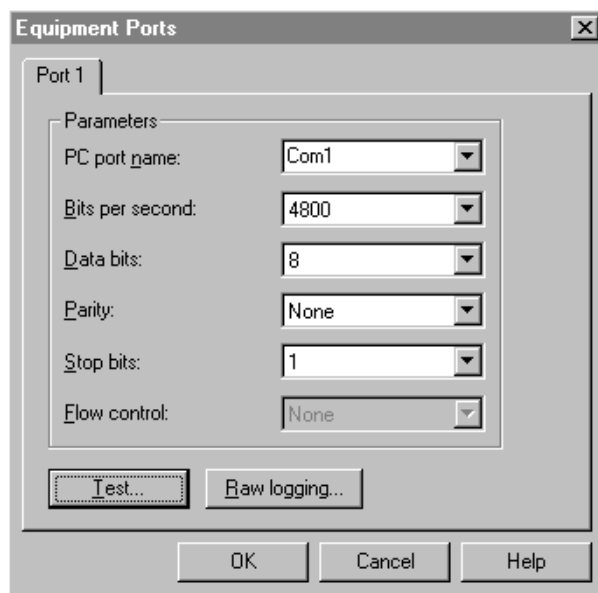 Equipment Ports
Port 1
Parameters
PC port name: Com1
Bits per second: 4800
Data bits: 8
Parity: None
Stop bits: 1
Flow control: None
Test... Raw logging...
OK Cancel Help